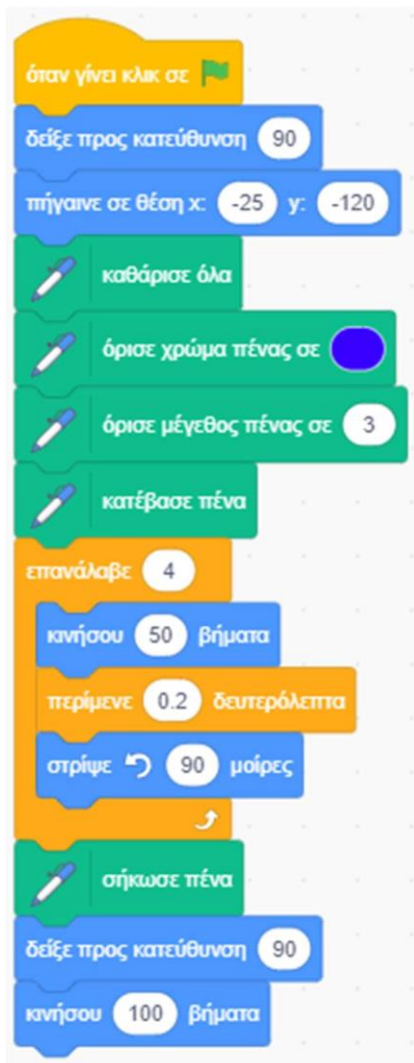 όταν γίνει κλικ σε
δείξε προς κατεύθυνση 90
πήγαινε σε θέση x: -25 y: -120
καθάρισε όλα
όρισε χρώμα πένας σε
όρισε μέγεθος πένας σε 3
κατέβασε πένα
επανάλαβε 4
κινήσου 50 βήματα
περίμενε 0.2 δευτερόλεπτα
στρίψε 90 μοίρες
σήκωσε πένα
δείξε προς κατεύθυνση 90
κινήσου 100 βήματα